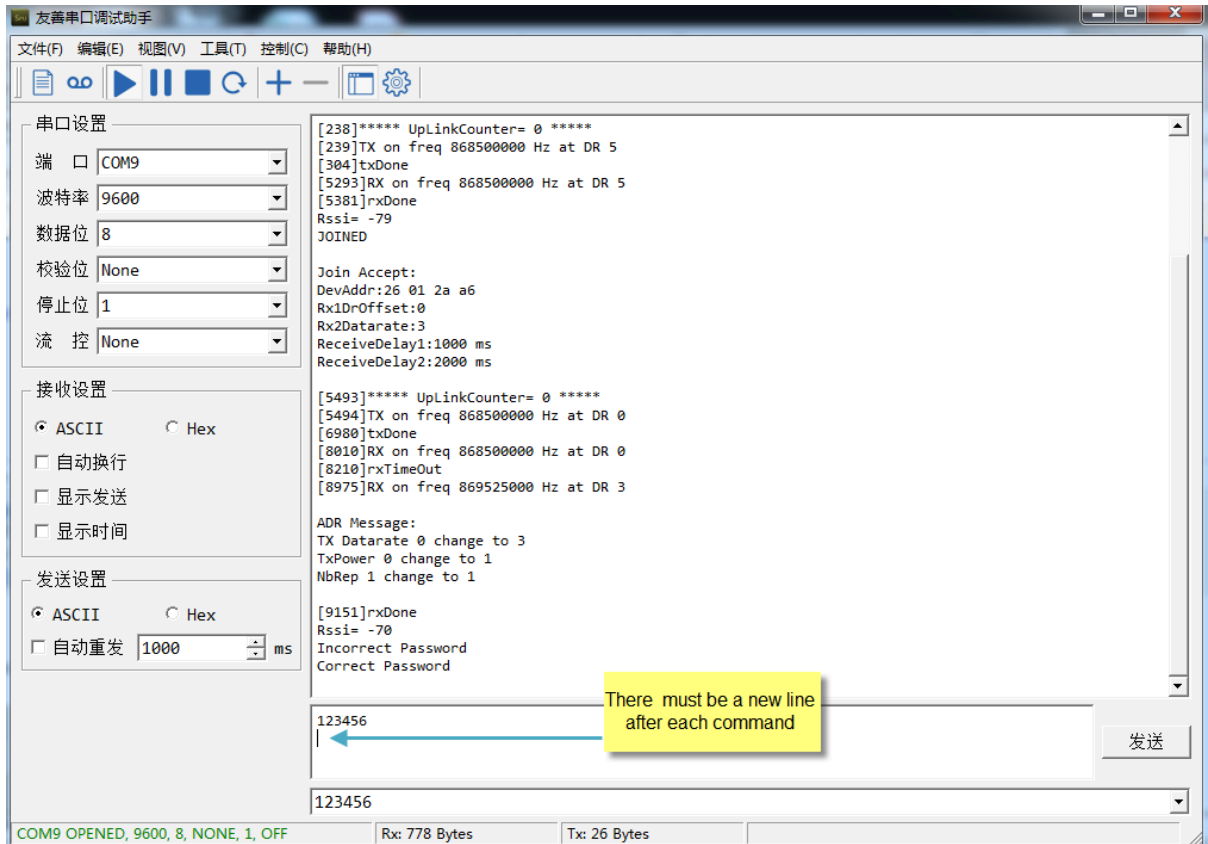 友善串口调试助手
文件(F) 编辑(E) 视图(V) 工具(T) 控制(C) 帮助(H)
串口设置
端 口 COM9
波特率 9600
数据位 8
校验位 None
停止位 1
流 控 None
接收设置
ASCII Hex
自动换行
显示发送
显示时间
发送设置
ASCII Hex
自动重发 1000 ms
[238]***** UpLinkCounter= 0 *****
[239]TX on freq 868500000 Hz at DR 5
[304]txDone
[5293]RX on freq 868500000 Hz at DR 5
[5381]rxDone
Rssi= -79
JOINED
Join Accept:
DevAddr:26 01 2a a6
Rx1DrOffset:0
Rx2Datarate:3
ReceiveDelay1:1000 ms
ReceiveDelay2:2000 ms
[5493]***** UpLinkCounter= 0 *****
[5494]TX on freq 868500000 Hz at DR 0
[6980]txDone
[8010]RX on freq 868500000 Hz at DR 0
[8210]rxTimeOut
[8975]RX on freq 869525000 Hz at DR 3
ADR Message:
TX Datarate 0 change to 3
TxPower 0 change to 1
NbRep 1 change to 1
[9151]rxDone
Rssi= -70
Incorrect Password
Correct Password
There must be a new line
after each command
123456
发送
123456
COM9 OPENED, 9600, 8, NONE, 1, OFF Rx: 778 Bytes Tx: 26 Bytes